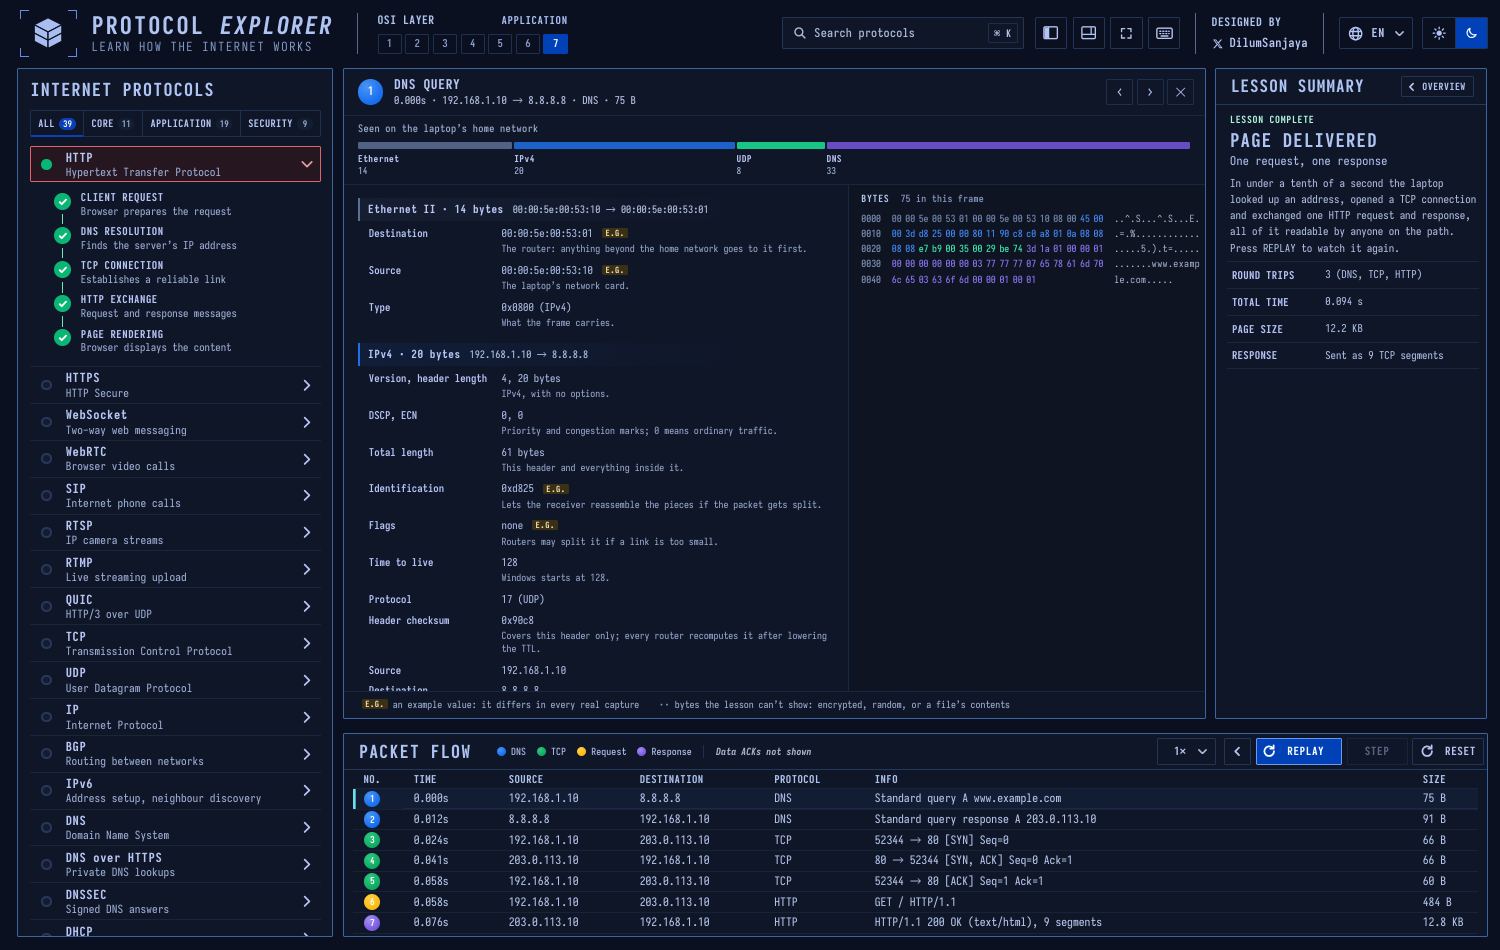 PROTOCOL EXPLORER
LEARN HOW THE INTERNET WORKS
OSI LAYER APPLICATION
1 2 3 4 5 6 7
Search protocols ⌘ K
DESIGNED BY
DilumSanjaya
EN
INTERNET PROTOCOLS
ALL 39 CORE 11 APPLICATION 19 SECURITY 9
HTTP
Hypertext Transfer Protocol
CLIENT REQUEST
Browser prepares the request
DNS RESOLUTION
Finds the server's IP address
TCP CONNECTION
Establishes a reliable link
HTTP EXCHANGE
Request and response messages
PAGE RENDERING
Browser displays the content
HTTPS
HTTP Secure
WebSocket
Two-way web messaging
WebRTC
Browser video calls
SIP
Internet phone calls
RTSP
IP camera streams
RTMP
Live streaming upload
QUIC
HTTP/3 over UDP
TCP
Transmission Control Protocol
UDP
User Datagram Protocol
IP
Internet Protocol
BGP
Routing between networks
IPv6
Address setup, neighbour discovery
DNS
Domain Name System
DNS over HTTPS
Private DNS lookups
DNSSEC
Signed DNS answers
DHCP
1 DNS QUERY
0.000s · 192.168.1.10 → 8.8.8.8 · DNS · 75 B
Seen on the laptop's home network
Ethernet IPv4 UDP DNS
14 20 8 33
Ethernet II · 14 bytes 00:00:5e:00:53:10 → 00:00:5e:00:53:01
Destination 00:00:5e:00:53:01 E.G.
The router: anything beyond the home network goes to it first.
Source 00:00:5e:00:53:10 E.G.
The laptop's network card.
Type 0x0800 (IPv4)
What the frame carries.
IPv4 · 20 bytes 192.168.1.10 → 8.8.8.8
Version, header length 4, 20 bytes
IPv4, with no options.
DSCP, ECN 0, 0
Priority and congestion marks; 0 means ordinary traffic.
Total length 61 bytes
This header and everything inside it.
Identification 0xd825 E.G.
Lets the receiver reassemble the pieces if the packet gets split.
Flags none E.G.
Routers may split it if a link is too small.
Time to live 128
Windows starts at 128.
Protocol 17 (UDP)
Header checksum 0x90c8
Covers this header only; every router recomputes it after lowering
the TTL.
Source 192.168.1.10
Destination 8.8.8.8
BYTES 75 in this frame
0000 00 00 5e 00 53 01 00 00 5e 00 53 10 08 00 45 00 ..^.S...^.S...E.
0010 00 3d d8 25 00 00 80 11 90 c8 c0 a8 01 0a 08 08 .=.%............
0020 08 08 e7 b9 00 35 00 29 be 74 3d 1a 01 00 00 01 .....5.).t=.....
0030 00 00 00 00 00 00 03 77 77 77 07 65 78 61 6d 70 .......www.examp
0040 6c 65 03 63 6f 6d 00 00 01 00 01 le.com.....
E.G. an example value: it differs in every real capture ·· bytes the lesson can't show: encrypted, random, or a file's contents
LESSON SUMMARY OVERVIEW
LESSON COMPLETE
PAGE DELIVERED
One request, one response
In under a tenth of a second the laptop
looked up an address, opened a TCP connection
and exchanged one HTTP request and response,
all of it readable by anyone on the path.
Press REPLAY to watch it again.
ROUND TRIPS 3 (DNS, TCP, HTTP)
TOTAL TIME 0.094 s
PAGE SIZE 12.2 KB
RESPONSE Sent as 9 TCP segments
PACKET FLOW DNS TCP Request Response Data ACKs not shown 1× REPLAY STEP RESET
NO. TIME SOURCE DESTINATION PROTOCOL INFO SIZE
1 0.000s 192.168.1.10 8.8.8.8 DNS Standard query A www.example.com 75 B
2 0.012s 8.8.8.8 192.168.1.10 DNS Standard query response A 203.0.113.10 91 B
3 0.024s 192.168.1.10 203.0.113.10 TCP 52344 → 80 [SYN] Seq=0 66 B
4 0.041s 203.0.113.10 192.168.1.10 TCP 80 → 52344 [SYN, ACK] Seq=0 Ack=1 66 B
5 0.058s 192.168.1.10 203.0.113.10 TCP 52344 → 80 [ACK] Seq=1 Ack=1 60 B
6 0.058s 192.168.1.10 203.0.113.10 HTTP GET / HTTP/1.1 484 B
7 0.076s 203.0.113.10 192.168.1.10 HTTP HTTP/1.1 200 OK (text/html), 9 segments 12.8 KB